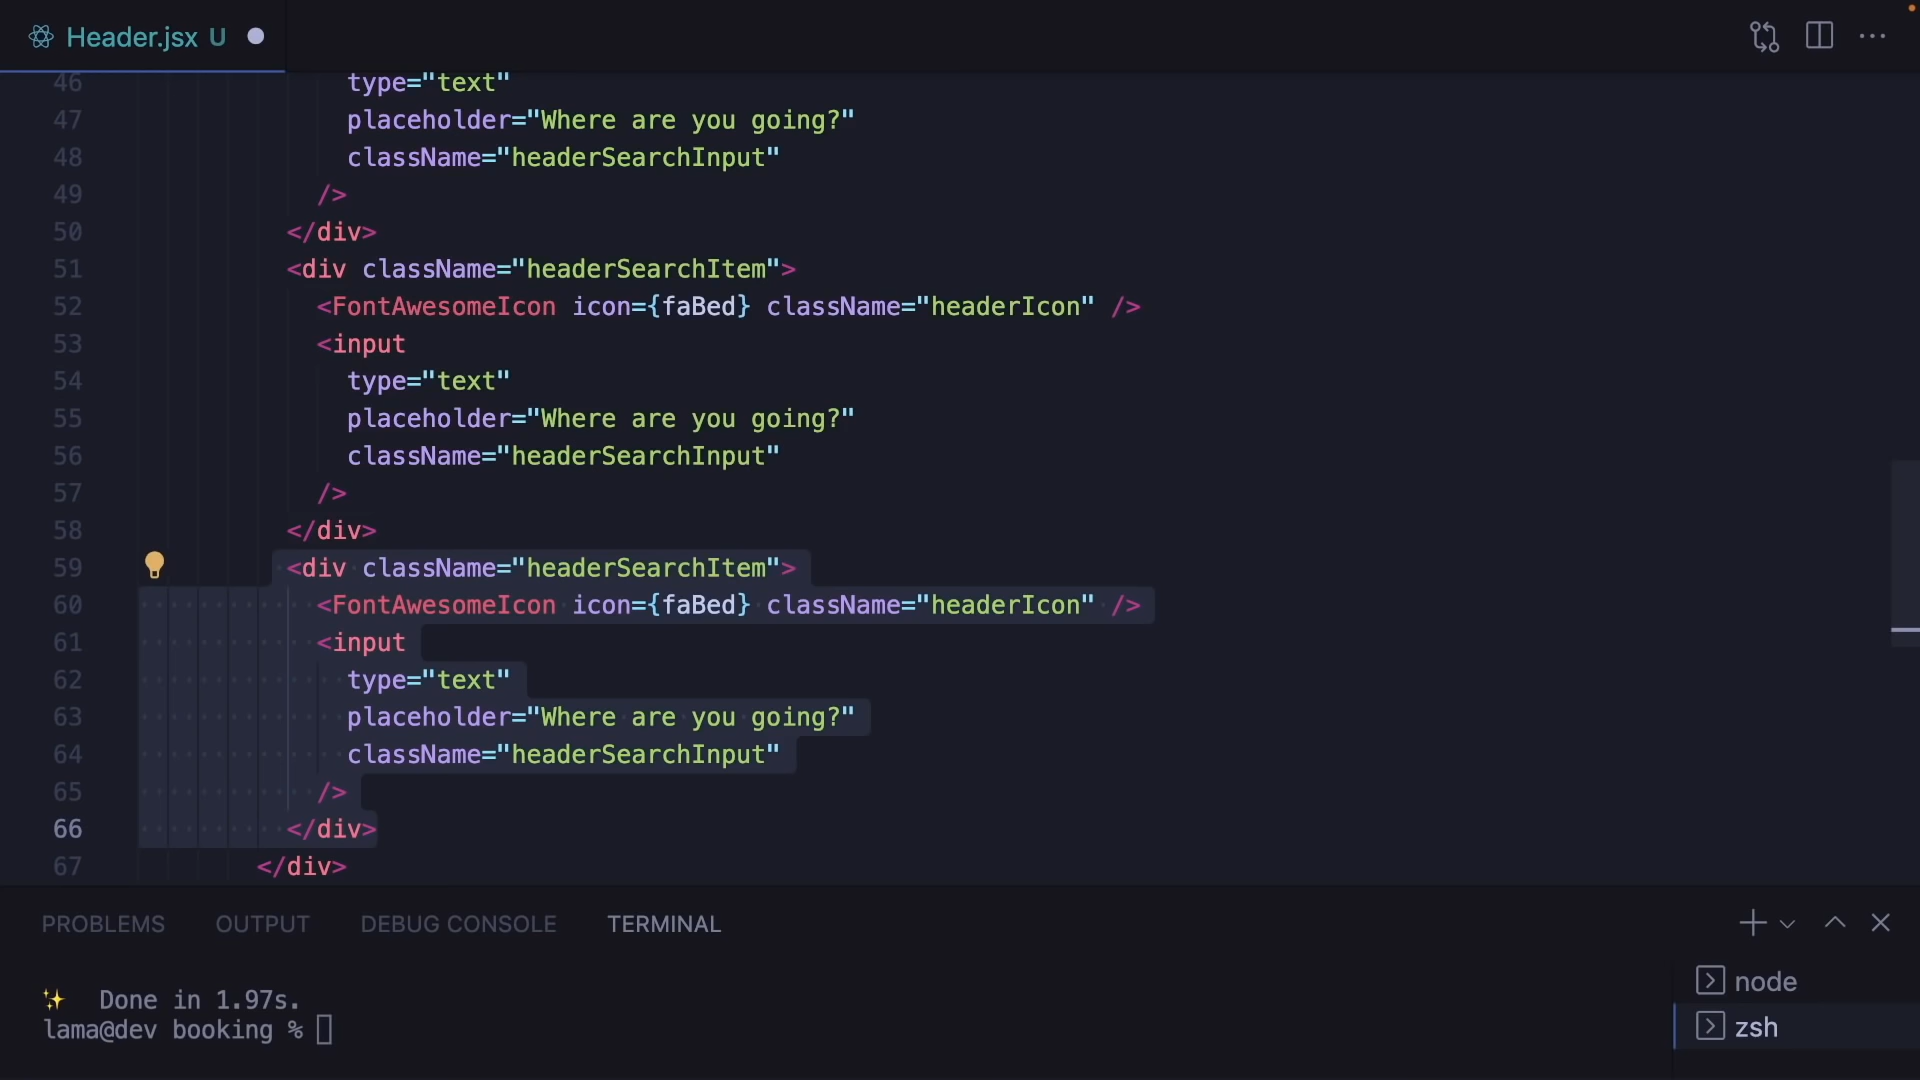 Header.jsx U
46 type="text"
47 placeholder="Where are you going?"
48 className="headerSearchInput"
49 />
50 </div>
51 <div className="headerSearchItem">
52 <FontAwesomeIcon icon={faBed} className="headerIcon" />
53 <input
54 type="text"
55 placeholder="Where are you going?"
56 className="headerSearchInput"
57 />
58 </div>
59 <div className="headerSearchItem">
60 <FontAwesomeIcon icon={faBed} className="headerIcon" />
61 <input
62 type="text"
63 placeholder="Where are you going?"
64 className="headerSearchInput"
65 />
66 </div>
67 </div>
PROBLEMS OUTPUT DEBUG CONSOLE TERMINAL
✨ Done in 1.97s.
lama@dev booking %
node
zsh